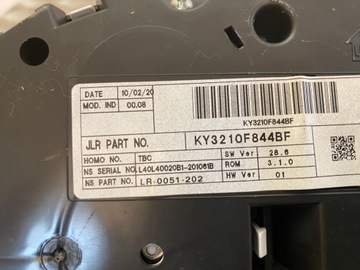 DATE 10/02/20
MOD. IND 00.08
KY3210F844BF
JLR PART NO. KY3210F844BF
HOMO NO. TBC SW Ver 28.6
NS SERIAL NO. L40L40020B1-201061B ROM 3.1.0
NS PART NO. LR-0051-202 HW Ver 01